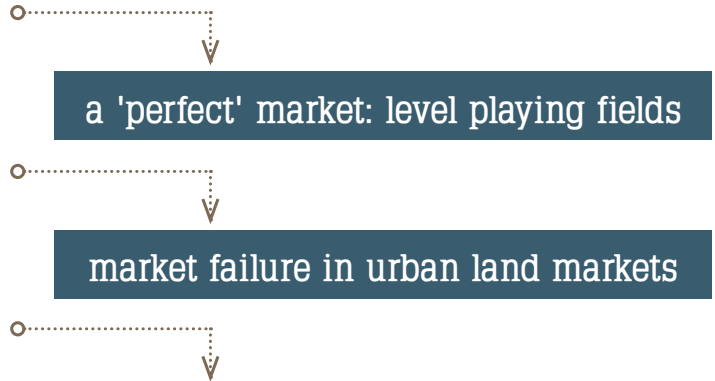 a 'perfect' market: level playing fields
market failure in urban land markets